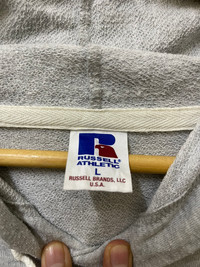 R
RUSSELL
ATHLETIC
L
RUSSELL BRANDS, LLC
U.S.A.